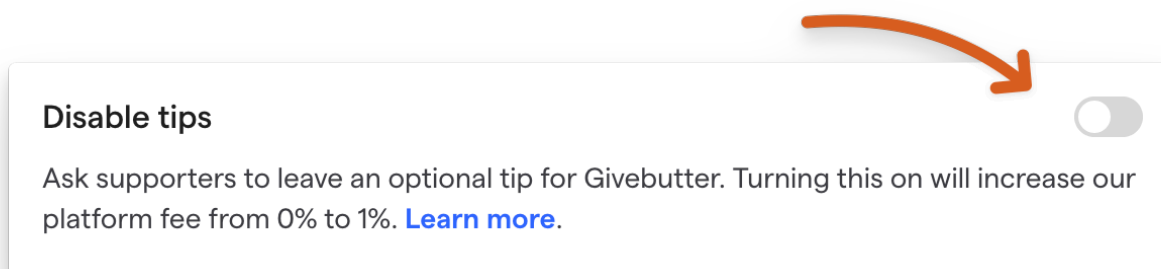 Disable tips
Ask supporters to leave an optional tip for Givebutter. Turning this on will increase our
platform fee from 0% to 1%. Learn more.